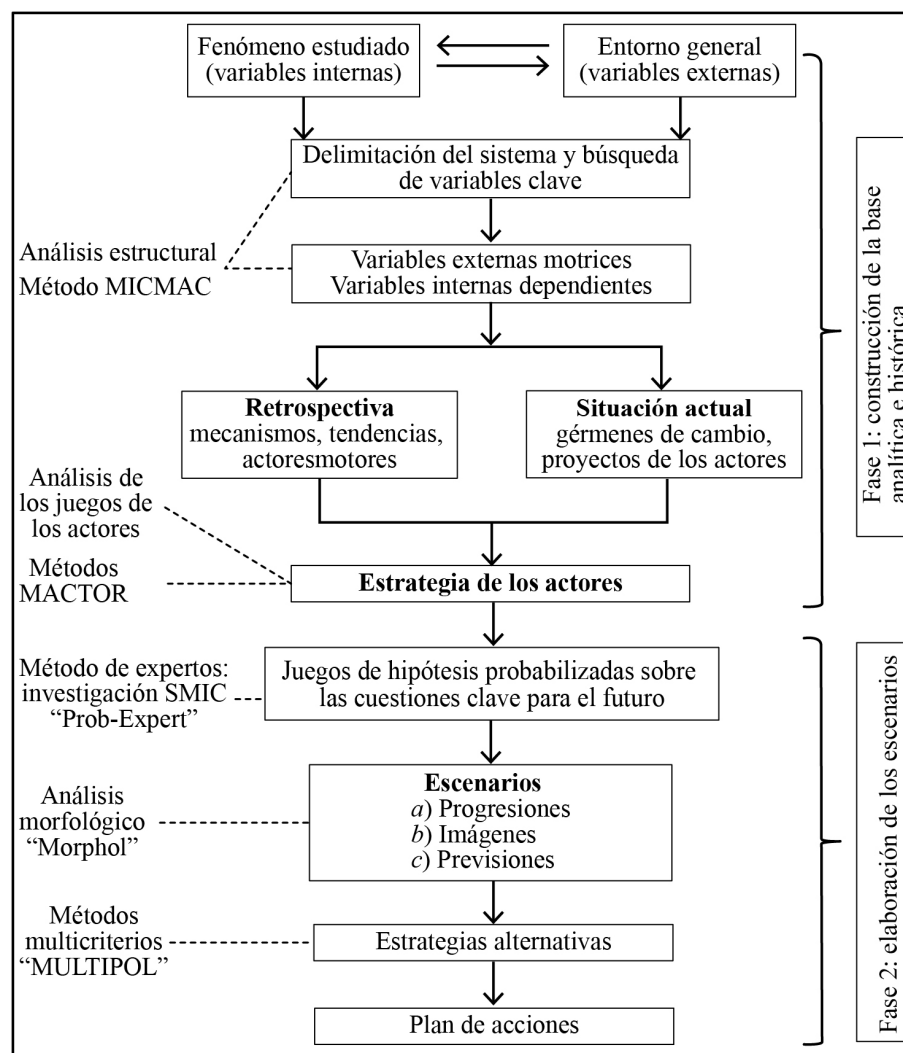 Fenómeno estudiado
(variables internas)
Entorno general
(variables externas)
Delimitación del sistema y búsqueda
de variables clave
Análisis estructural
Método MICMAC
Variables externas motrices
Variables internas dependientes
Retrospectiva
mecanismos, tendencias,
actoresmotores
Situación actual
gérmenes de cambio,
proyectos de los actores
Análisis de
los juegos de
los actores
Métodos
MACTOR
Estrategia de los actores
Fase 1: construcción de la base
analítica e histórica
Método de expertos:
investigación SMIC
“Prob-Expert”
Juegos de hipótesis probabilizadas sobre
las cuestiones clave para el futuro
Análisis
morfológico
“Morphol”
Escenarios
a) Progresiones
b) Imágenes
c) Previsiones
Métodos
multicriterios
“MULTIPOL”
Estrategias alternativas
Plan de acciones
Fase 2: elaboración de los escenarios